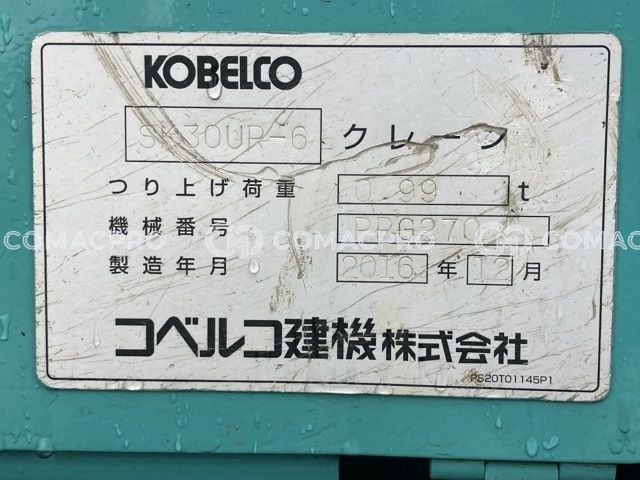 KOBELCO
SK30UR-6 クレーン
つり上げ荷重 0.99 t
機械番号
製造年月 2016 年 12 月
コベルコ建機株式会社
PS20T01145P1
COMACPRO COMACPRO COMACPRO